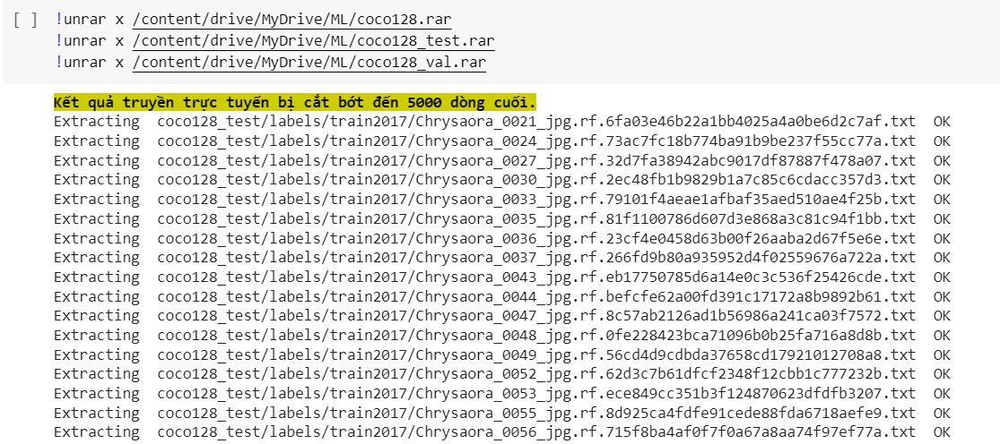 [ ] !unrar x /content/drive/MyDrive/ML/coco128.rar
!unrar x /content/drive/MyDrive/ML/coco128_test.rar
!unrar x /content/drive/MyDrive/ML/coco128_val.rar
Kết quả truyền trực tuyến bị cắt bớt đến 5000 dòng cuối.
Extracting coco128_test/labels/train2017/Chrysaora_0021_jpg.rf.6fa03e46b22a1bb4025a4a0be6d2c7af.txt OK
Extracting coco128_test/labels/train2017/Chrysaora_0024_jpg.rf.73ac7fc18b774ba91b9be237f55cc77a.txt OK
Extracting coco128_test/labels/train2017/Chrysaora_0027_jpg.rf.32d7fa38942abc9017df87887f478a07.txt OK
Extracting coco128_test/labels/train2017/Chrysaora_0030_jpg.rf.2ec48fb1b9829b1a7c85c6cdacc357d3.txt OK
Extracting coco128_test/labels/train2017/Chrysaora_0033_jpg.rf.79101f4aeae1afbaf35aed510ae4f25b.txt OK
Extracting coco128_test/labels/train2017/Chrysaora_0035_jpg.rf.81f1100786d607d3e868a3c81c94f1bb.txt OK
Extracting coco128_test/labels/train2017/Chrysaora_0036_jpg.rf.23cf4e0458d63b00f26aaba2d67f5e6e.txt OK
Extracting coco128_test/labels/train2017/Chrysaora_0037_jpg.rf.266fd9b80a935952d4f02559676a722a.txt OK
Extracting coco128_test/labels/train2017/Chrysaora_0043_jpg.rf.eb17750785d6a14e0c3c536f25426cde.txt OK
Extracting coco128_test/labels/train2017/Chrysaora_0044_jpg.rf.befcfe62a00fd391c17172a8b9892b61.txt OK
Extracting coco128_test/labels/train2017/Chrysaora_0047_jpg.rf.8c57ab2126ad1b56986a241ca03f7572.txt OK
Extracting coco128_test/labels/train2017/Chrysaora_0048_jpg.rf.0fe228423bca71096b0b25fa716a8d8b.txt OK
Extracting coco128_test/labels/train2017/Chrysaora_0049_jpg.rf.56cd4d9cdbda37658cd17921012708a8.txt OK
Extracting coco128_test/labels/train2017/Chrysaora_0052_jpg.rf.62d3c7b61dfcf2348f12cbb1c777232b.txt OK
Extracting coco128_test/labels/train2017/Chrysaora_0053_jpg.rf.ece849cc351b3f124870623dfdfb3207.txt OK
Extracting coco128_test/labels/train2017/Chrysaora_0055_jpg.rf.8d925ca4fdfe91cede88fda6718aefe9.txt OK
Extracting coco128_test/labels/train2017/Chrysaora_0056_jpg.rf.715f8ba4af0f7f0a67a8aa74f97ef77a.txt OK